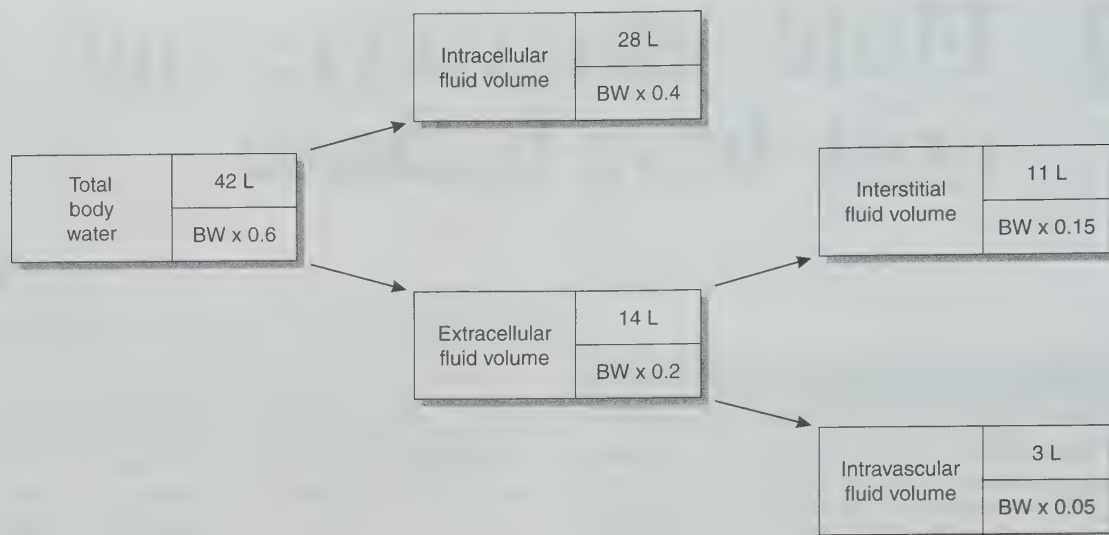 Total
body
water
42 L
BW x 0.6
Intracellular
fluid volume
28 L
BW x 0.4
Extracellular
fluid volume
14 L
BW x 0.2
Interstitial
fluid volume
11 L
BW x 0.15
Intravascular
fluid volume
3 L
BW x 0.05